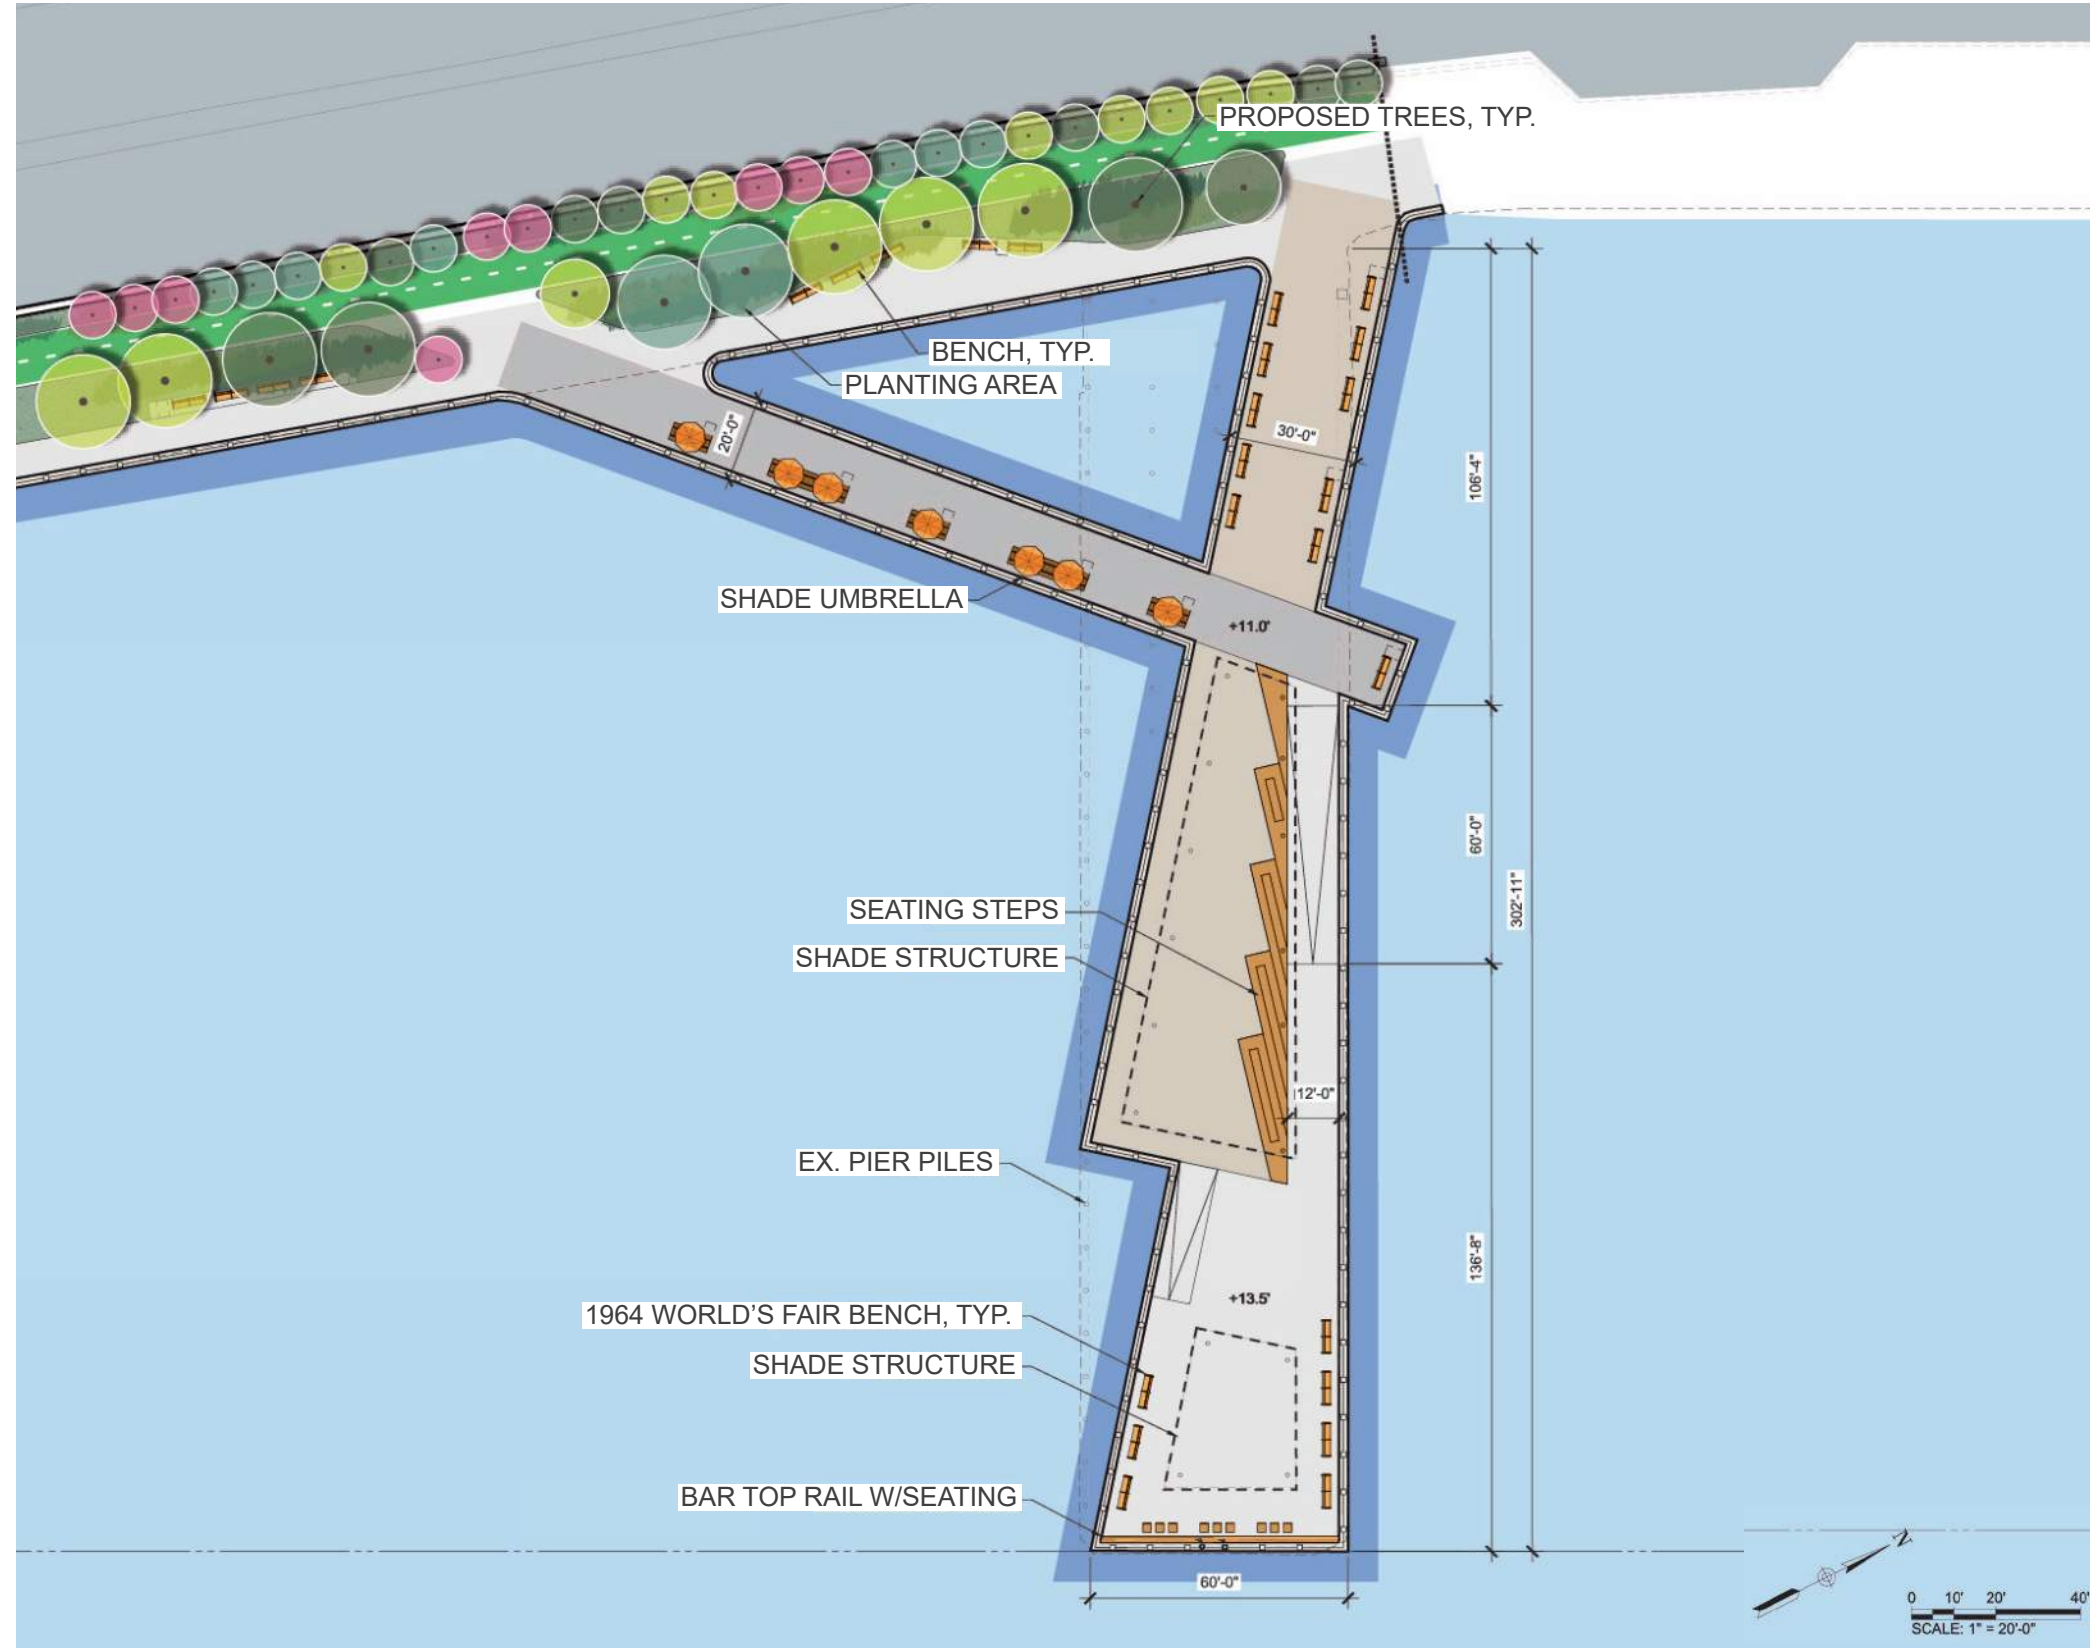 PROPOSED TREES, TYP.
BENCH, TYP.
PLANTING AREA
20'-0"
30'-0"
106'-4"
SHADE UMBRELLA
+11.0'
60'-0"
302'-11"
SEATING STEPS
SHADE STRUCTURE
12'-0"
EX. PIER PILES
136'-8"
+13.5'
1964 WORLD'S FAIR BENCH, TYP.
SHADE STRUCTURE
BAR TOP RAIL W/SEATING
60'-0"
N
0 10' 20' 40'
SCALE: 1" = 20'-0"